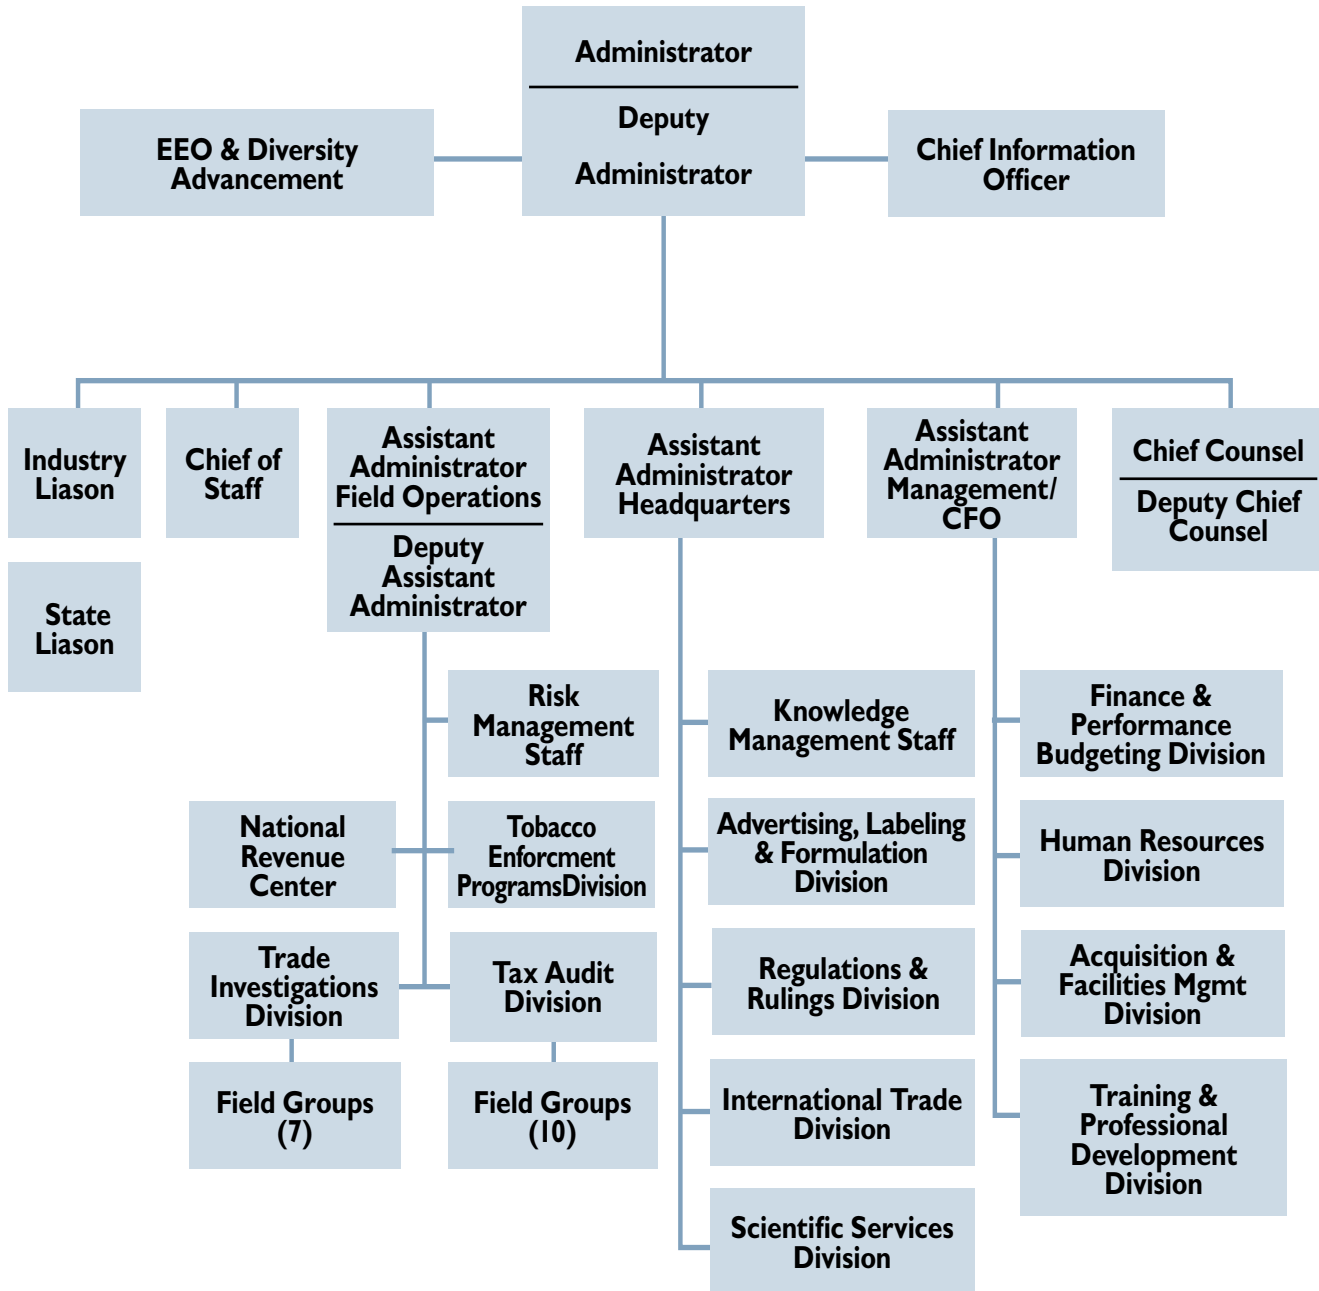 Administrator
Deputy
Administrator
EEO & Diversity
Advancement
Chief Information
Officer
Industry
Liason
Chief of
Staff
Assistant
Administrator
Field Operations
Deputy
Assistant
Administrator
Assistant
Administrator
Headquarters
Assistant
Administrator
Management/
CFO
Chief Counsel
Deputy Chief
Counsel
State
Liason
Risk
Management
Staff
Knowledge
Management Staff
Finance &
Performance
Budgeting Division
National
Revenue
Center
Tobacco
Enforcment
ProgramsDivision
Advertising, Labeling
& Formulation
Division
Human Resources
Division
Trade
Investigations
Division
Tax Audit
Division
Regulations &
Rulings Division
Acquisition &
Facilities Mgmt
Division
Field Groups
(7)
Field Groups
(10)
International Trade
Division
Training &
Professional
Development
Division
Scientific Services
Division